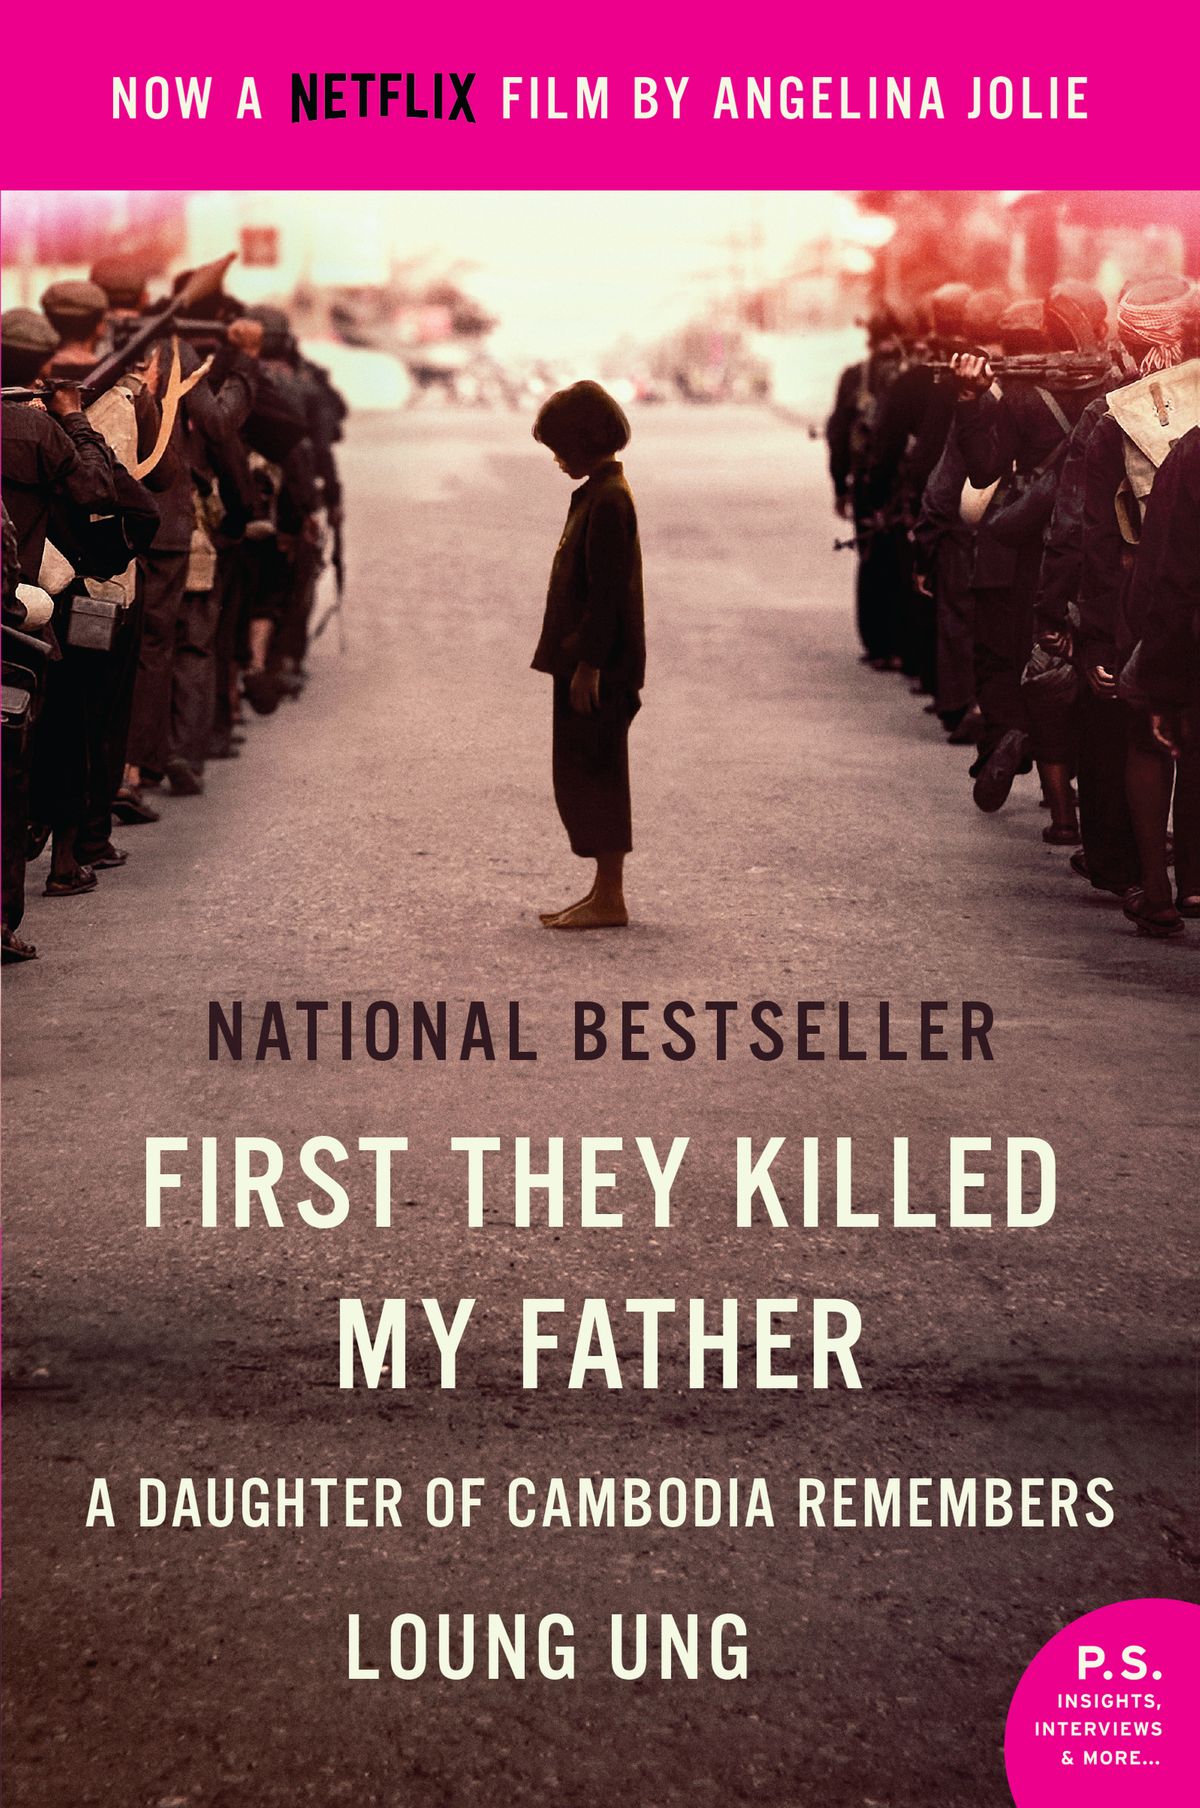 NOW A NETFLIX FILM BY ANGELINA JOLIE
NATIONAL BESTSELLER
FIRST THEY KILLED
MY FATHER
A DAUGHTER OF CAMBODIA REMEMBERS
LOUNG UNG
P.S.
INSIGHTS,
INTERVIEWS
& MORE...